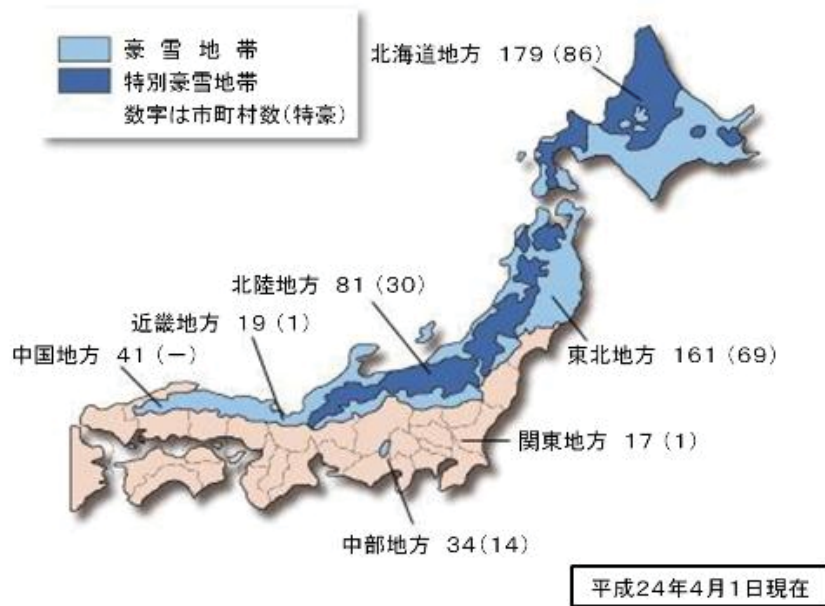 豪雪地帯
特別豪雪地帯
数字は市町村数(特豪)
北海道地方 179 (86)
北陸地方 81 (30)
近畿地方 19 (1)
中国地方 41 (ー)
東北地方 161 (69)
関東地方 17 (1)
中部地方 34(14)
平成24年4月1日現在